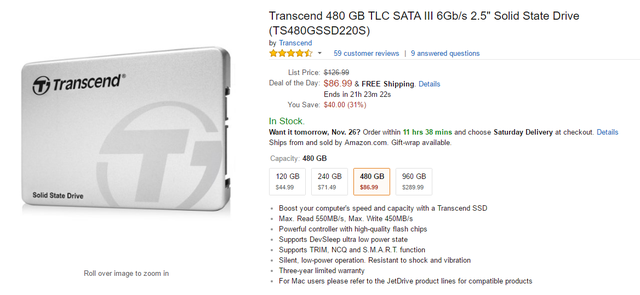 Transcend 480 GB TLC SATA III 6Gb/s 2.5" Solid State Drive
(TS480GSSD220S)
by Transcend
59 customer reviews | 9 answered questions
List Price: $126.99
Deal of the Day: $86.99 & FREE Shipping. Details
Ends in 21h 23m 22s
You Save: $40.00 (31%)
In Stock.
Want it tomorrow, Nov. 26? Order within 11 hrs 38 mins and choose Saturday Delivery at checkout. Details
Ships from and sold by Amazon.com. Gift-wrap available.
Capacity: 480 GB
120 GB 240 GB 480 GB 960 GB
$44.99 $71.49 $86.99 $289.99
• Boost your computer's speed and capacity with a Transcend SSD
• Max. Read 550MB/s, Max. Write 450MB/s
• Powerful controller with high-quality flash chips
• Supports DevSleep ultra low power state
• Supports TRIM, NCQ and S.M.A.R.T. function
• Silent, low-power operation. Resistant to shock and vibration
• Three-year limited warranty
• For Mac users please refer to the JetDrive product lines for compatible products
Transcend®
Solid State Drive
Roll over image to zoom in